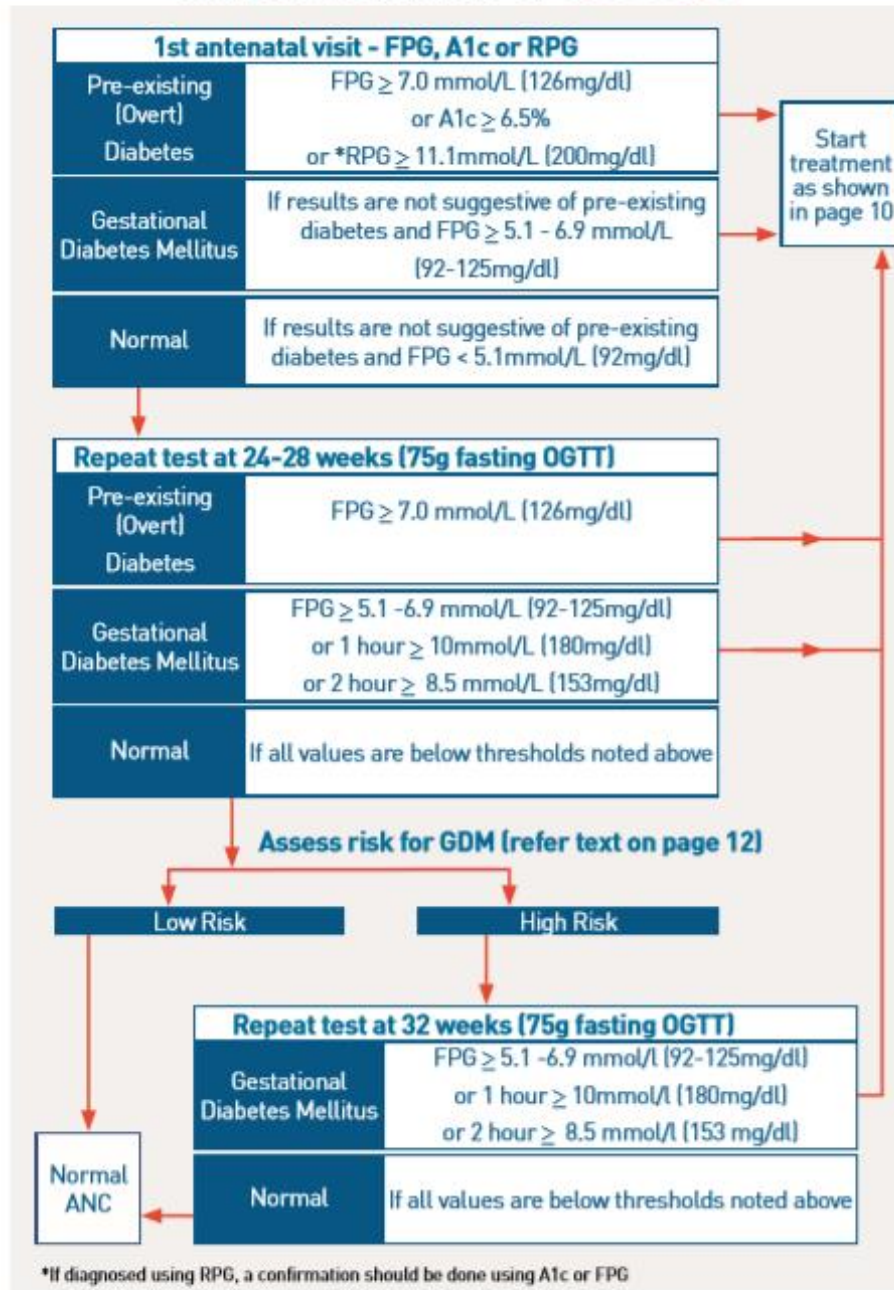 1st antenatal visit - FPG, A1c or RPG
Pre-existing
(Overt)
Diabetes
FPG ≥ 7.0 mmol/L (126mg/dl)
or A1c ≥ 6.5%
or *RPG ≥ 11.1mmol/L (200mg/dl)
Start
treatment
as shown
in page 10
Gestational
Diabetes Mellitus
If results are not suggestive of pre-existing
diabetes and FPG ≥ 5.1 - 6.9 mmol/L
(92-125mg/dl)
Normal
If results are not suggestive of pre-existing
diabetes and FPG < 5.1mmol/L (92mg/dl)
Repeat test at 24-28 weeks (75g fasting OGTT)
Pre-existing
(Overt)
Diabetes
FPG ≥ 7.0 mmol/L (126mg/dl)
Gestational
Diabetes Mellitus
FPG ≥ 5.1 -6.9 mmol/L (92-125mg/dl)
or 1 hour ≥ 10mmol/L (180mg/dl)
or 2 hour ≥ 8.5 mmol/L (153mg/dl)
Normal
If all values are below thresholds noted above
Assess risk for GDM (refer text on page 12)
Low Risk
High Risk
Repeat test at 32 weeks (75g fasting OGTT)
Gestational
Diabetes Mellitus
FPG ≥ 5.1 -6.9 mmol/l (92-125mg/dl)
or 1 hour ≥ 10mmol/l (180mg/dl)
or 2 hour ≥ 8.5 mmol/l (153 mg/dl)
Normal
If all values are below thresholds noted above
Normal
ANC
*If diagnosed using RPG, a confirmation should be done using A1c or FPG